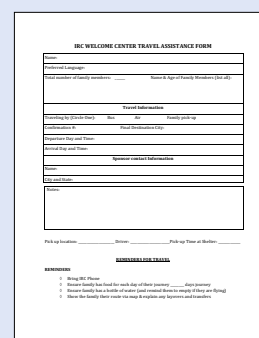 IRC WELCOME CENTER TRAVEL ASSISTANCE FORM
Name:
Preferred Language:
Total number of family members: _____ Name & Age of Family Members (list all):
Travel Information
Traveling by (Circle One): Bus Air Family pick-up
Confirmation #: Final Destination City:
Departure Day and Time:
Arrival Day and Time:
Sponsor contact Information
Name:
City and State:
Notes:
Pick up location: _______________ Driver: _______________ Pick-up Time at Shelter: _________
REMINDERS FOR TRAVEL
REMINDERS
Bring IRC Phone
Ensure family has food for each day of their journey ______ days journey
Ensure family has a bottle of water (and remind them to empty if they are flying)
Show the family their route via map & explain any layovers and transfers